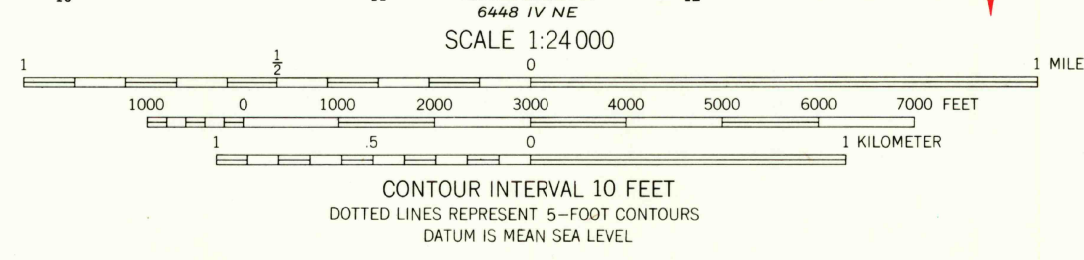 6448 IV NE
SCALE 1:24 000
1 ½ 0 1 MILE
1000 0 1000 2000 3000 4000 5000 6000 7000 FEET
1 .5 0 1 KILOMETER
CONTOUR INTERVAL 10 FEET
DOTTED LINES REPRESENT 5-FOOT CONTOURS
DATUM IS MEAN SEA LEVEL